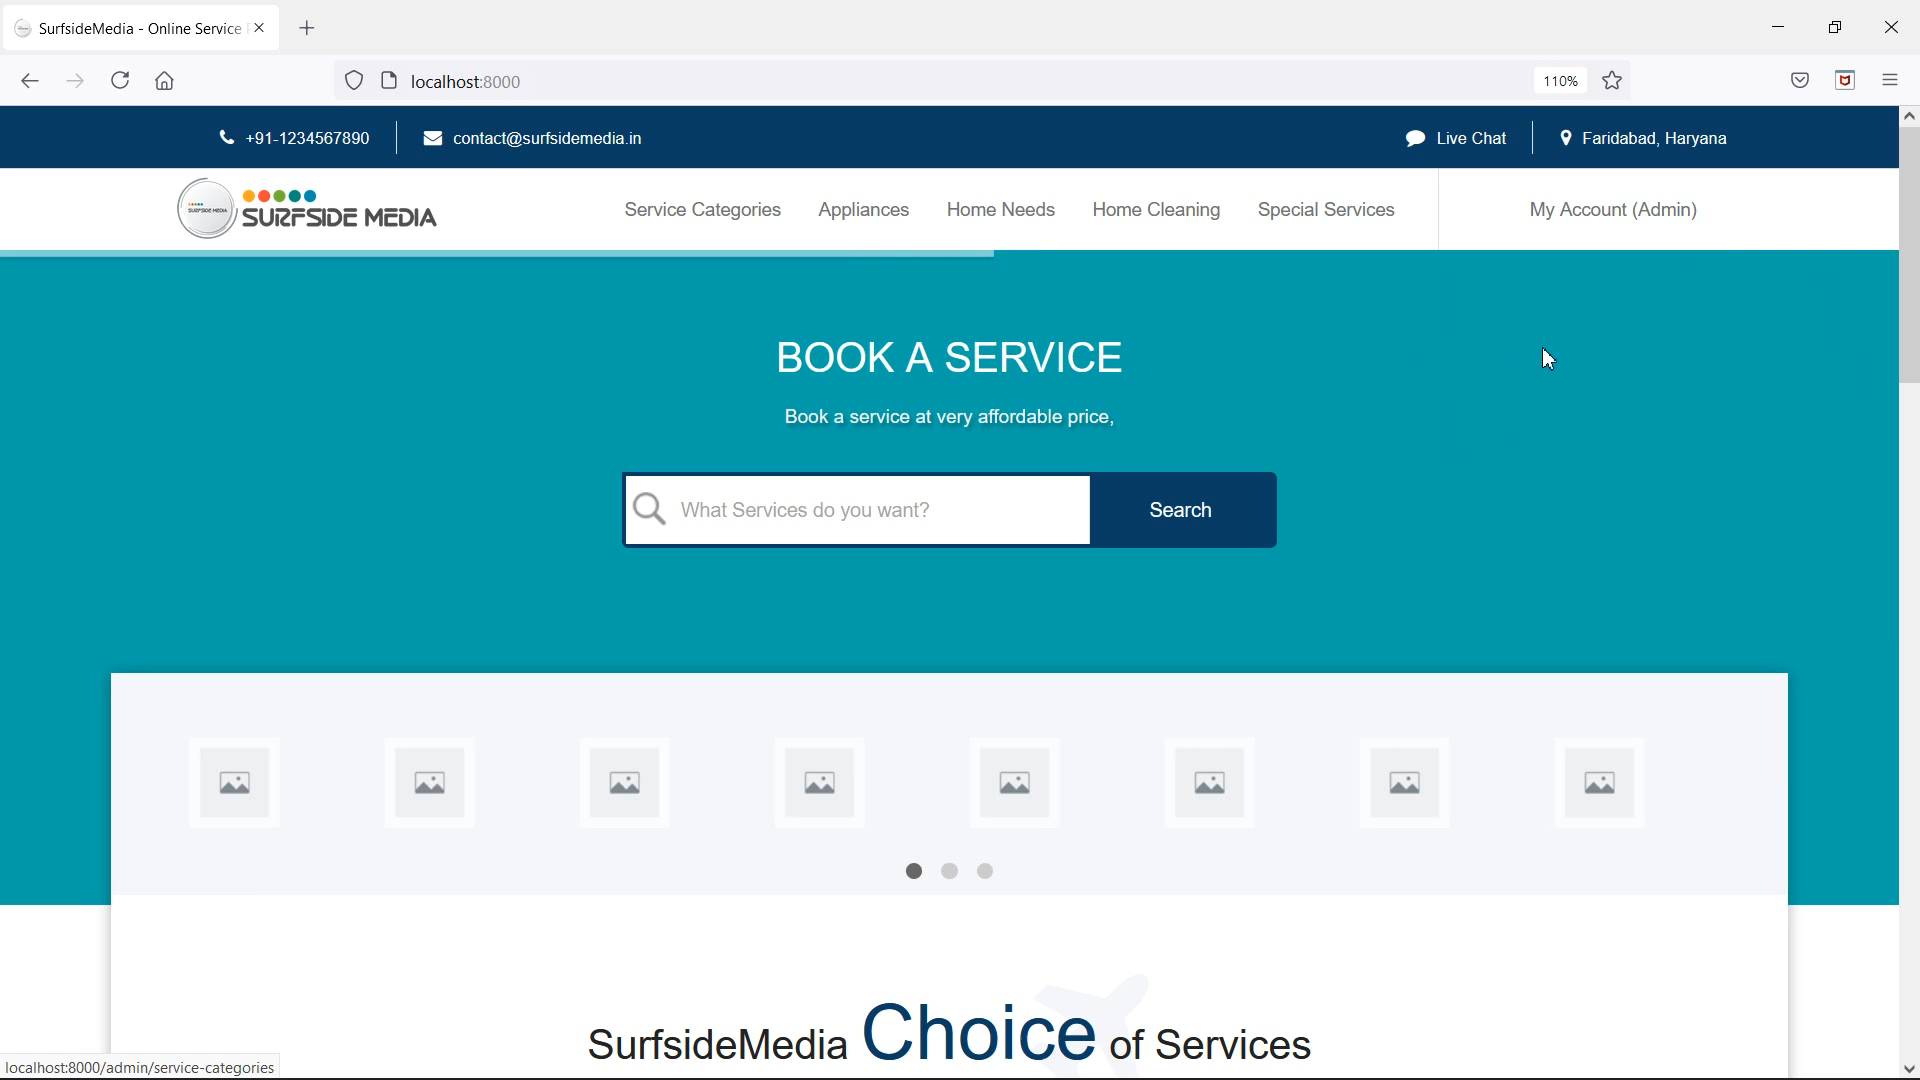 SurfsideMedia - Online Service
localhost:8000
110%
+91-1234567890
contact@surfsidemedia.in
Live Chat
Faridabad, Haryana
SURFSIDE MEDIA
SURFSIDE MEDIA
Service Categories
Appliances
Home Needs
Home Cleaning
Special Services
My Account (Admin)
BOOK A SERVICE
Book a service at very affordable price,
What Services do you want?
Search
SurfsideMedia Choice of Services
localhost:8000/admin/service-categories